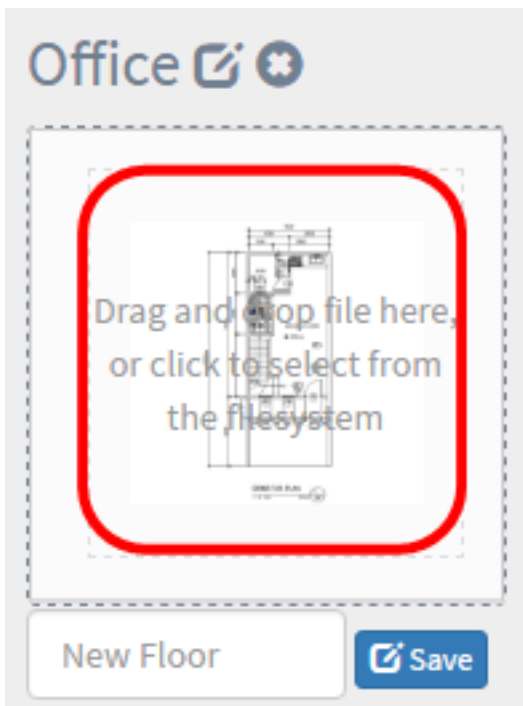 Office
Drag and drop file here,
or click to select from
the filesystem
New Floor
Save